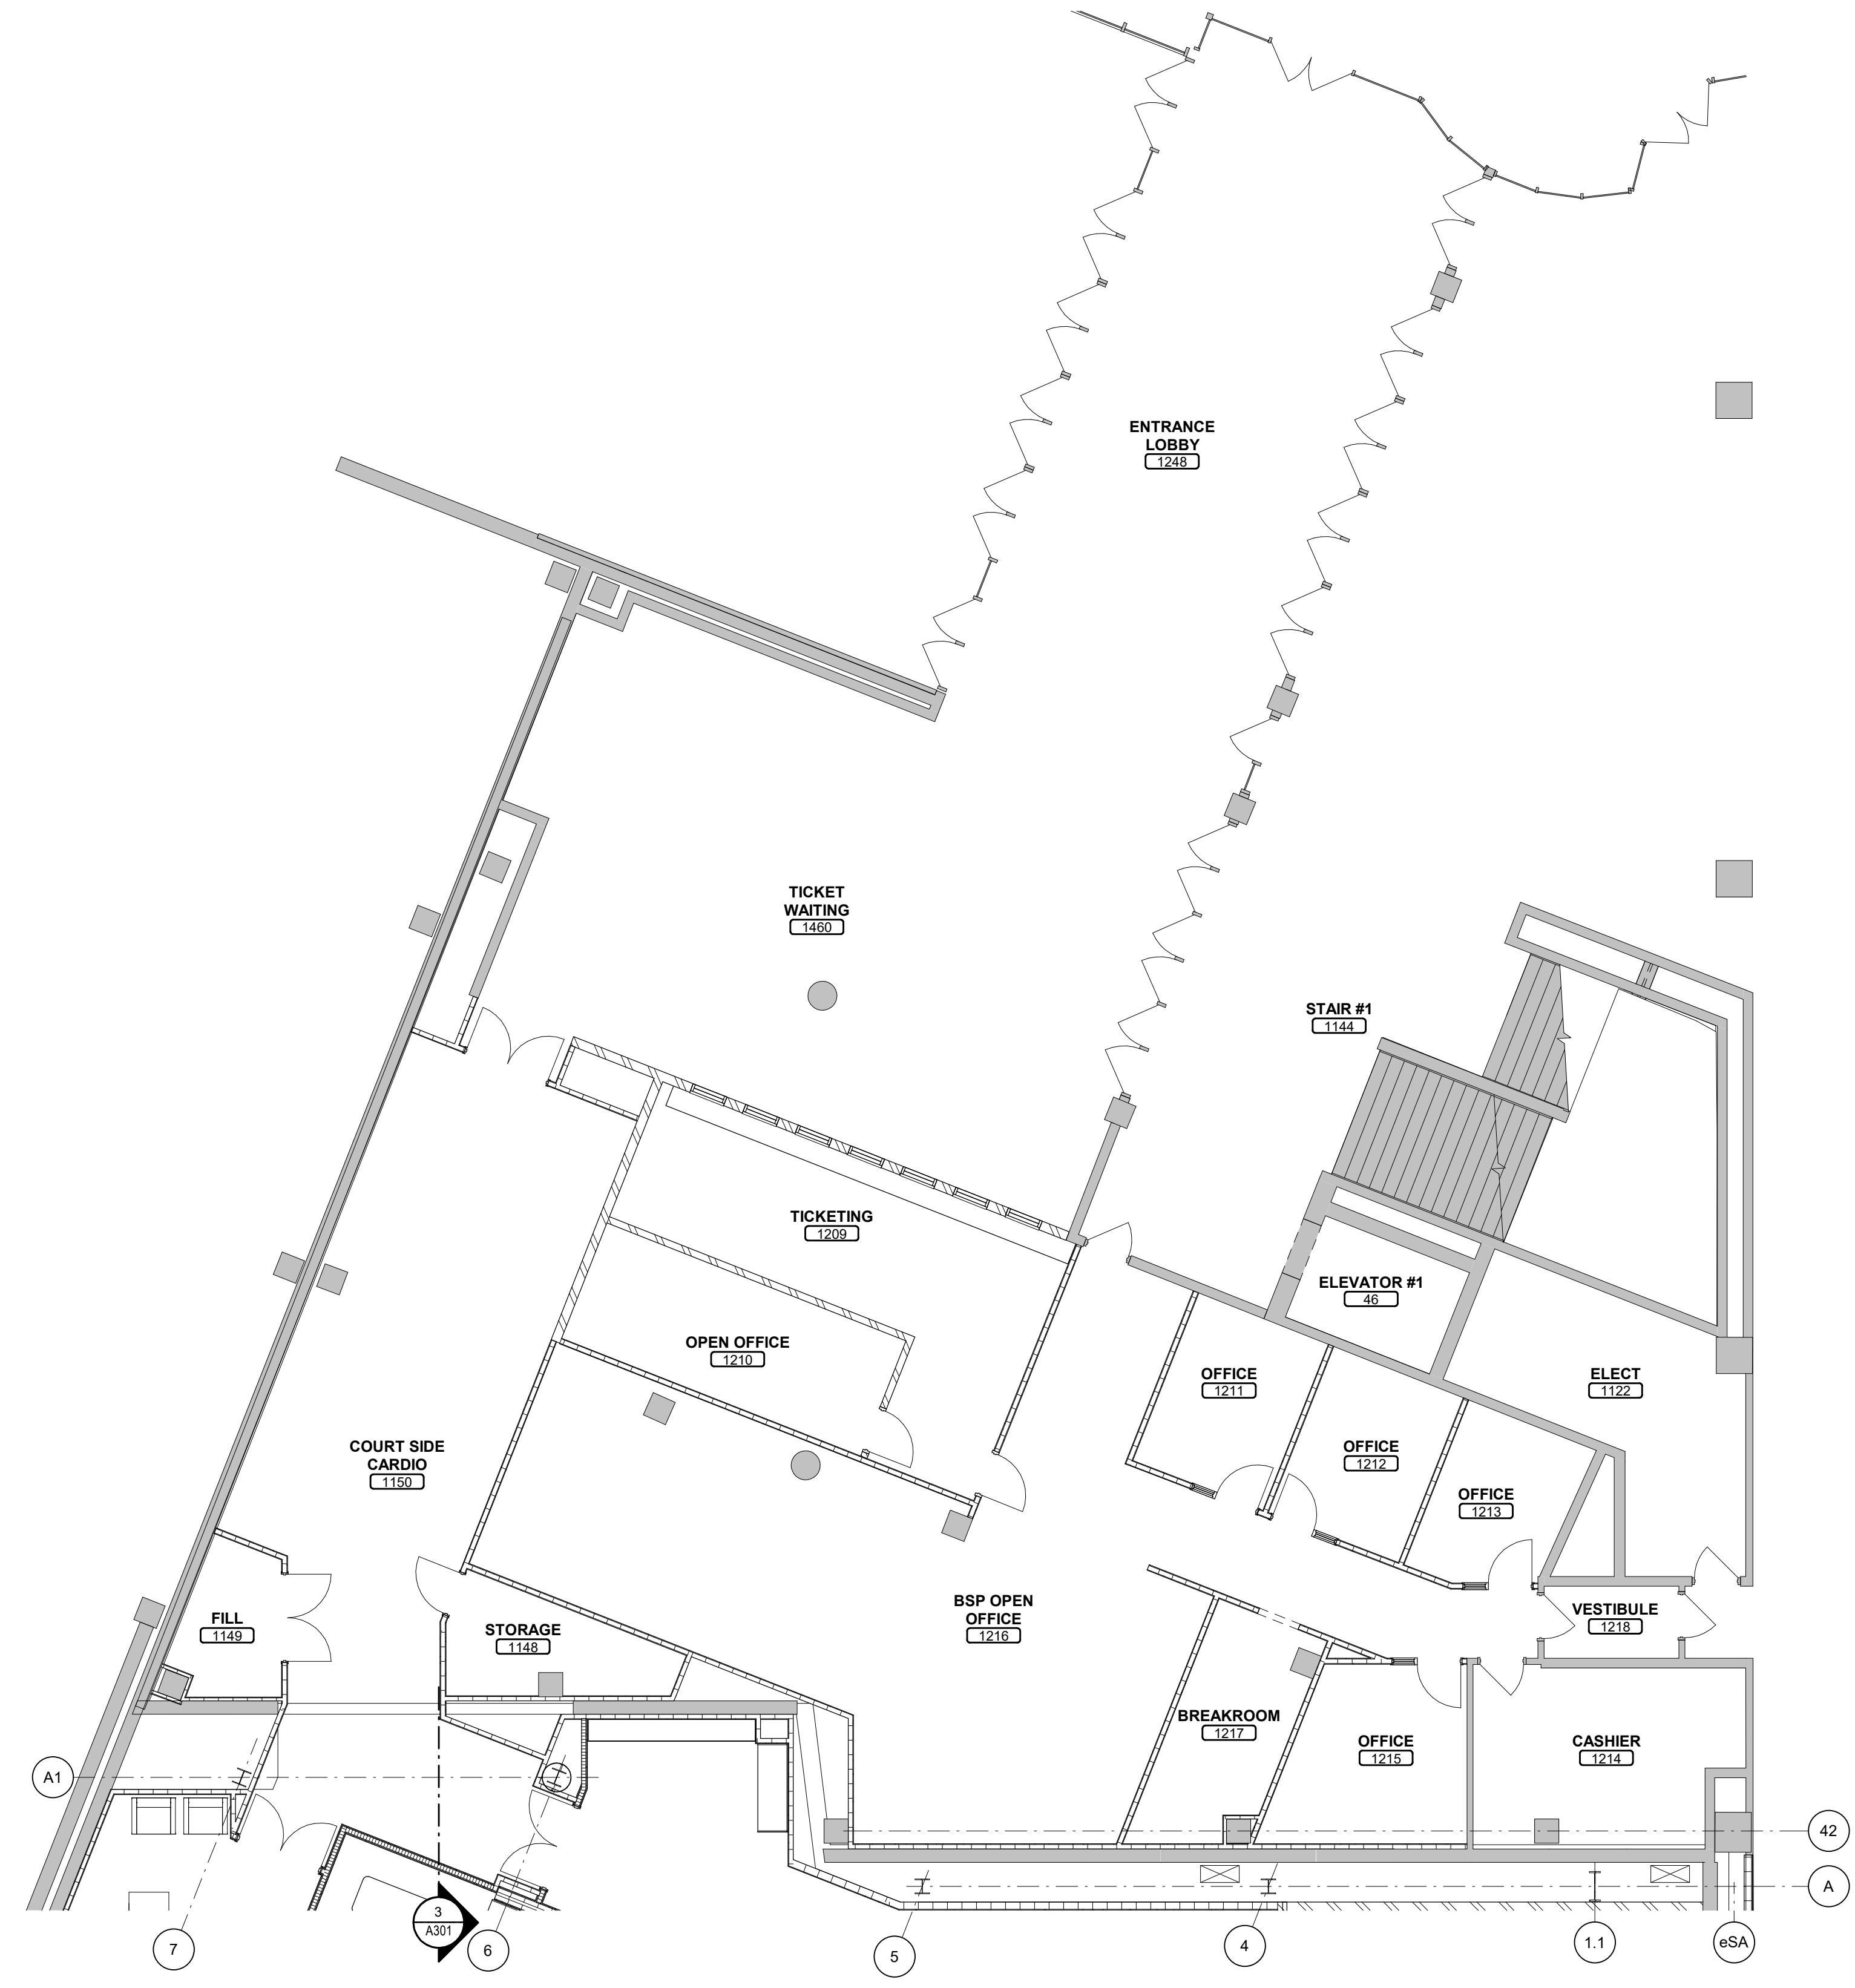 ENTRANCE
LOBBY
1248
TICKET
WAITING
1460
STAIR #1
1144
TICKETING
1209
ELEVATOR #1
46
OPEN OFFICE
1210
OFFICE
1211
ELECT
1122
COURT SIDE
CARDIO
1150
OFFICE
1212
OFFICE
1213
FILL
1149
STORAGE
1148
BSP OPEN
OFFICE
1216
VESTIBULE
1218
BREAKROOM
1217
OFFICE
1215
CASHIER
1214
A1
42
A
3
A301
7
6
5
4
1.1
eSA